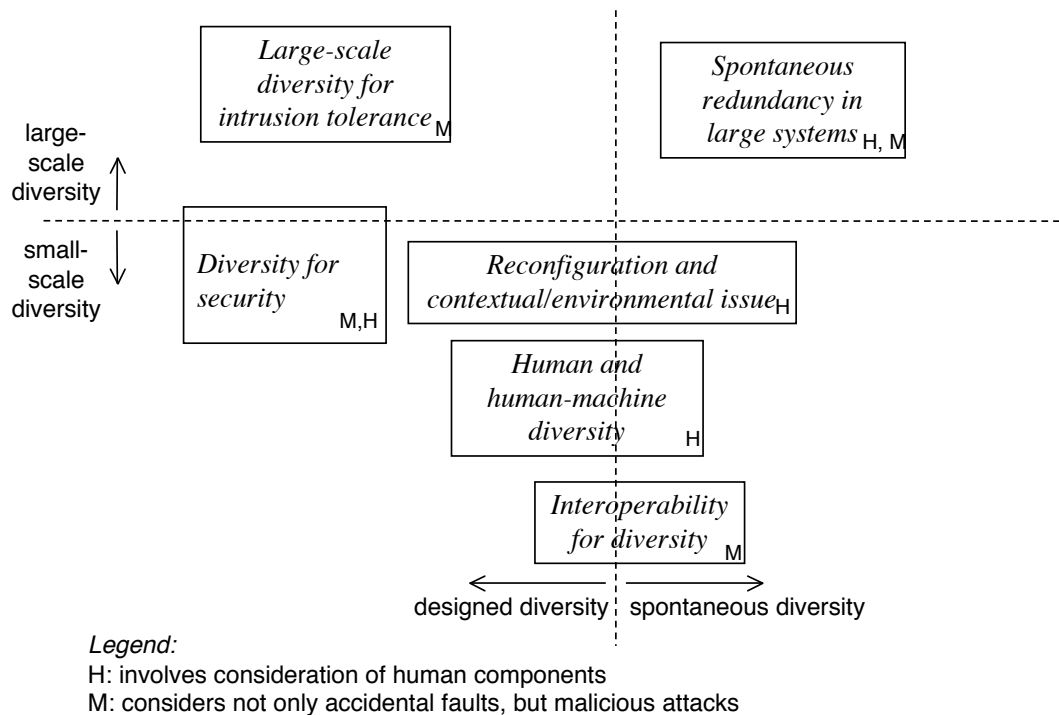 Large-scale
diversity for
intrusion tolerance M
Spontaneous
redundancy in
large systems H, M
large-
scale
diversity
small-
scale
diversity
Diversity for
security
M,H
Reconfiguration and
contextual/environmental issue H
Human and
human-machine
diversity H
Interoperability
for diversity M
designed diversity
spontaneous diversity
Legend:
H: involves consideration of human components
M: considers not only accidental faults, but malicious attacks